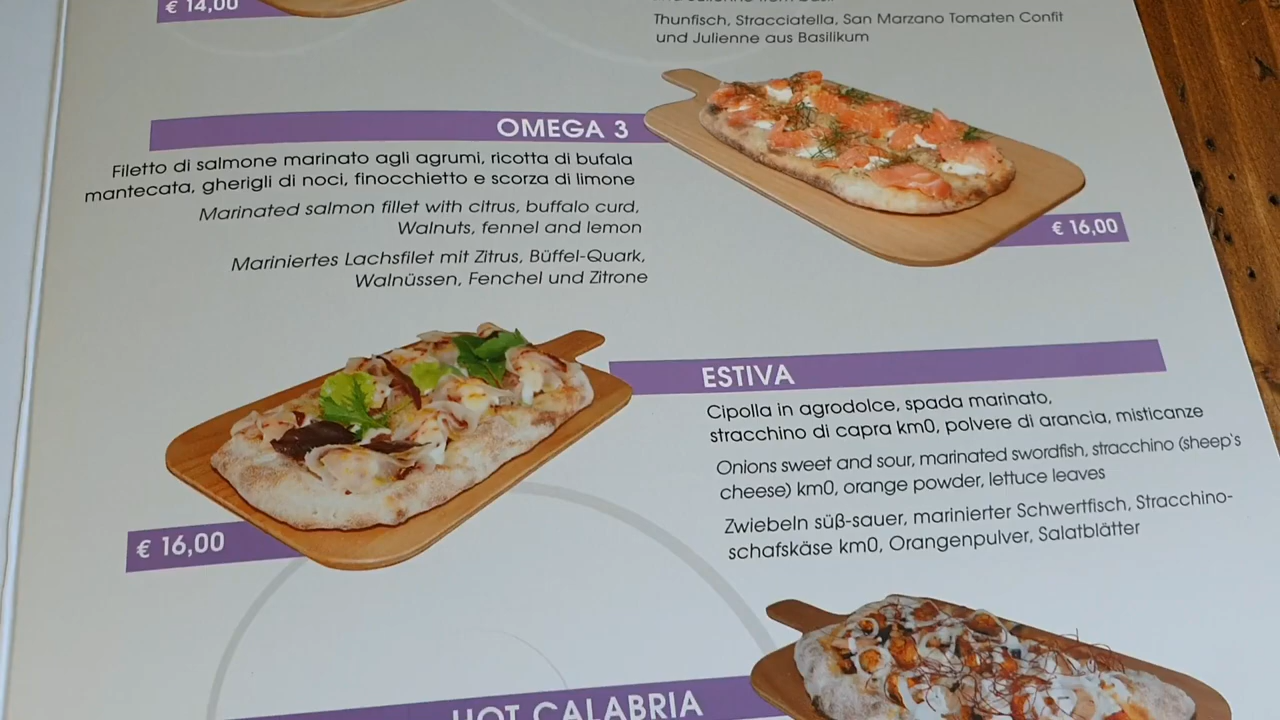 € 14,00
Thunfisch, Stracciatella, San Marzano Tomaten Confit
und Julienne aus Basilikum
OMEGA 3
Filetto di salmone marinato agli agrumi, ricotta di bufala
mantecata, gherigli di noci, finocchietto e scorza di limone
Marinated salmon fillet with citrus, buffalo curd,
Walnuts, fennel and lemon
Mariniertes Lachsfilet mit Zitrus, Büffel-Quark,
Walnüssen, Fenchel und Zitrone
€ 16,00
ESTIVA
Cipolla in agrodolce, spada marinato,
stracchino di capra km0, polvere di arancia, misticanze
Onions sweet and sour, marinated swordfish, stracchino (sheep's
cheese) km0, orange powder, lettuce leaves
Zwiebeln süß-sauer, marinierter Schwertfisch, Stracchino-
schafskäse km0, Orangenpulver, Salatblätter
€ 16,00
HOT CALABRIA